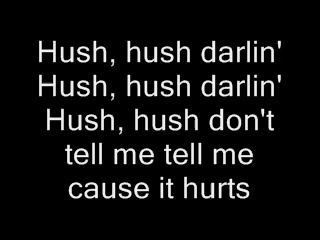 Hush, hush darlin'
Hush, hush darlin'
Hush, hush don't
tell me tell me
cause it hurts